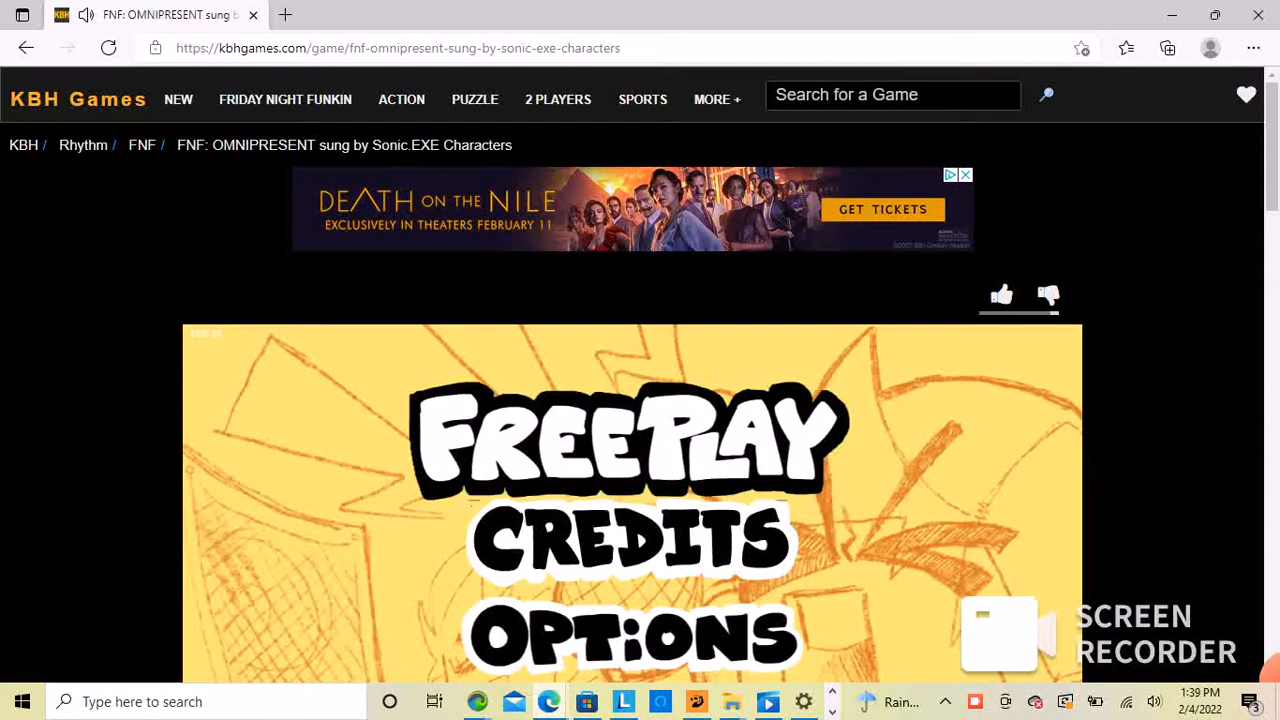 FNF: OMNIPRESENT sung b
https://kbhgames.com/game/fnf-omnipresent-sung-by-sonic-exe-characters
KBH Games NEW FRIDAY NIGHT FUNKIN ACTION PUZZLE 2 PLAYERS SPORTS MORE + Search for a Game
KBH / Rhythm / FNF / FNF: OMNIPRESENT sung by Sonic.EXE Characters
DEATH ON THE NILE
EXCLUSIVELY IN THEATERS FEBRUARY 11
GET TICKETS
FREEPLAY
CREDITS
OPTIONS
SCREEN
RECORDER
Type here to search
Rain...
1:39 PM
2/4/2022
3